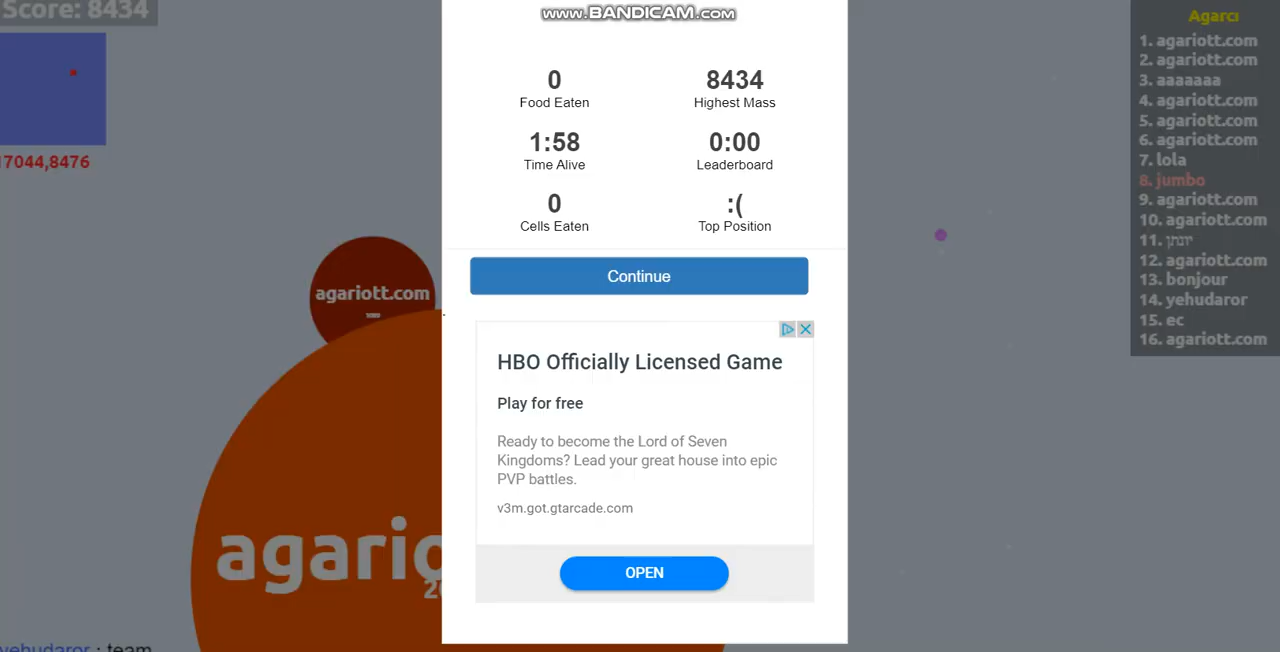 Score: 8434
17044,8476
www.BANDICAM.com
0
Food Eaten
8434
Highest Mass
1:58
Time Alive
0:00
Leaderboard
0
Cells Eaten
:(
Top Position
Continue
HBO Officially Licensed Game
Play for free
Ready to become the Lord of Seven
Kingdoms? Lead your great house into epic
PVP battles.
v3m.got.gtarcade.com
OPEN
agariott.com
agario
yehudaror : team
Agarcı
1. agariott.com
2. agariott.com
3. aaaaaaa
4. agariott.com
5. agariott.com
6. agariott.com
7. lola
8. jumbo
9. agariott.com
10. agariott.com
11. יונתן
12. agariott.com
13. bonjour
14. yehudaror
15. ec
16. agariott.com